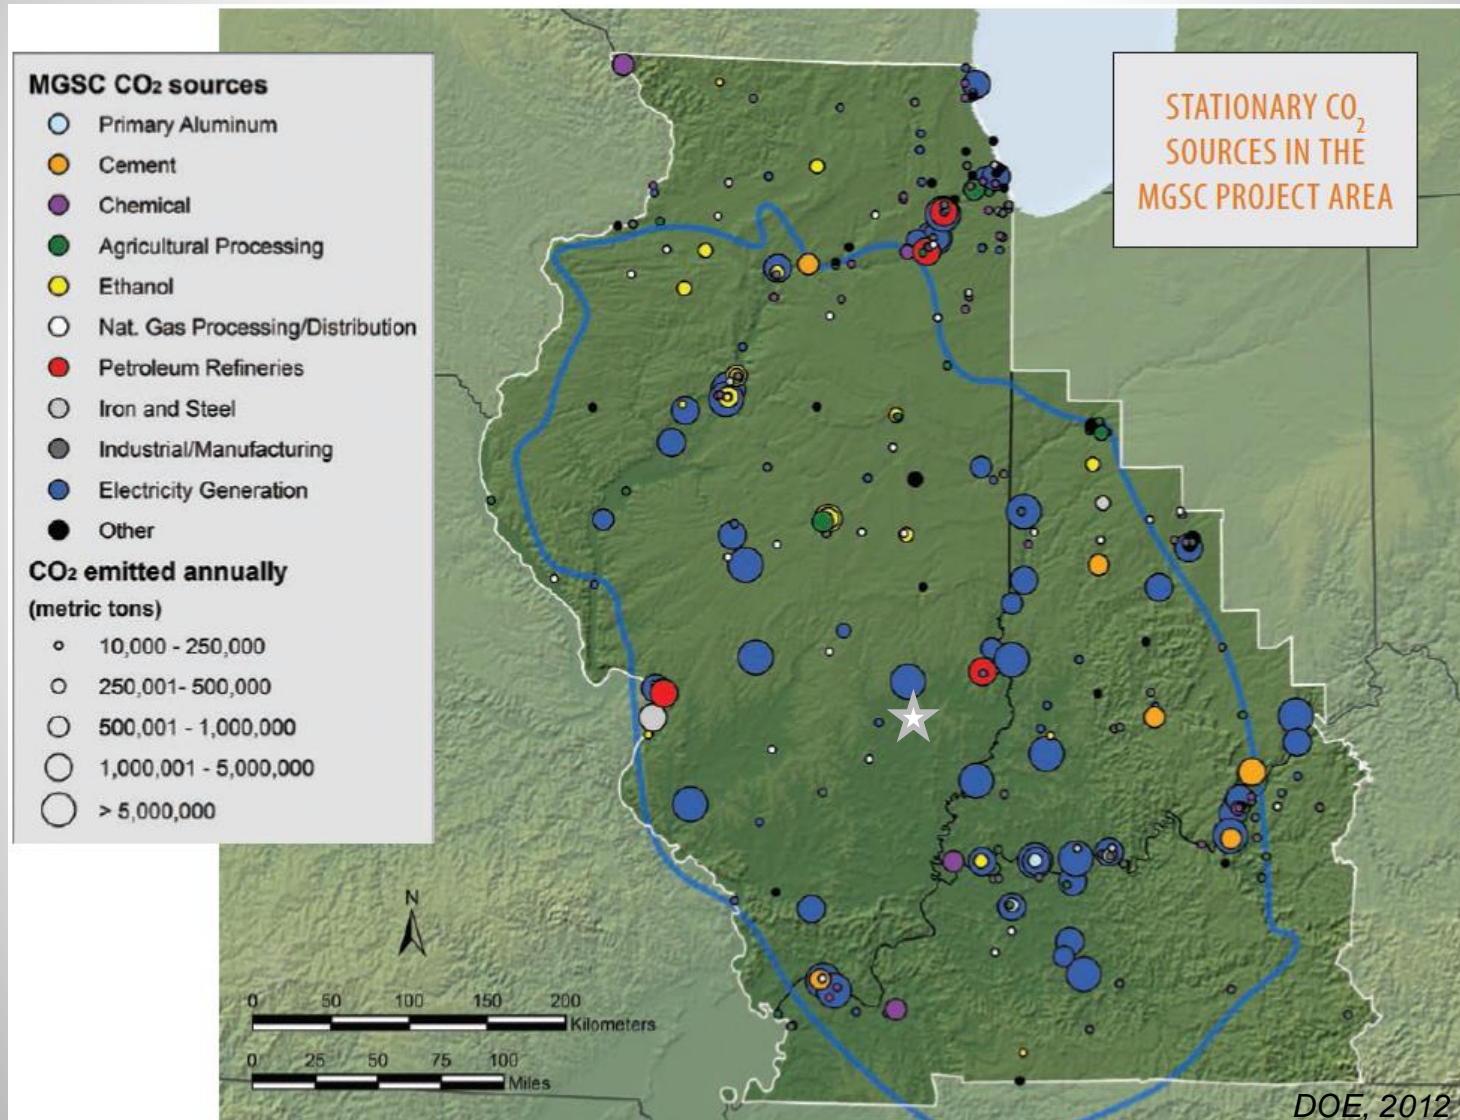 MGSC CO₂ sources
Primary Aluminum
Cement
Chemical
Agricultural Processing
Ethanol
Nat. Gas Processing/Distribution
Petroleum Refineries
Iron and Steel
Industrial/Manufacturing
Electricity Generation
Other
CO₂ emitted annually
(metric tons)
10,000 - 250,000
250,001- 500,000
500,001 - 1,000,000
1,000,001 - 5,000,000
> 5,000,000
STATIONARY CO₂
SOURCES IN THE
MGSC PROJECT AREA
N
0 50 100 150 200
Kilometers
0 25 50 75 100
Miles
DOE, 2012